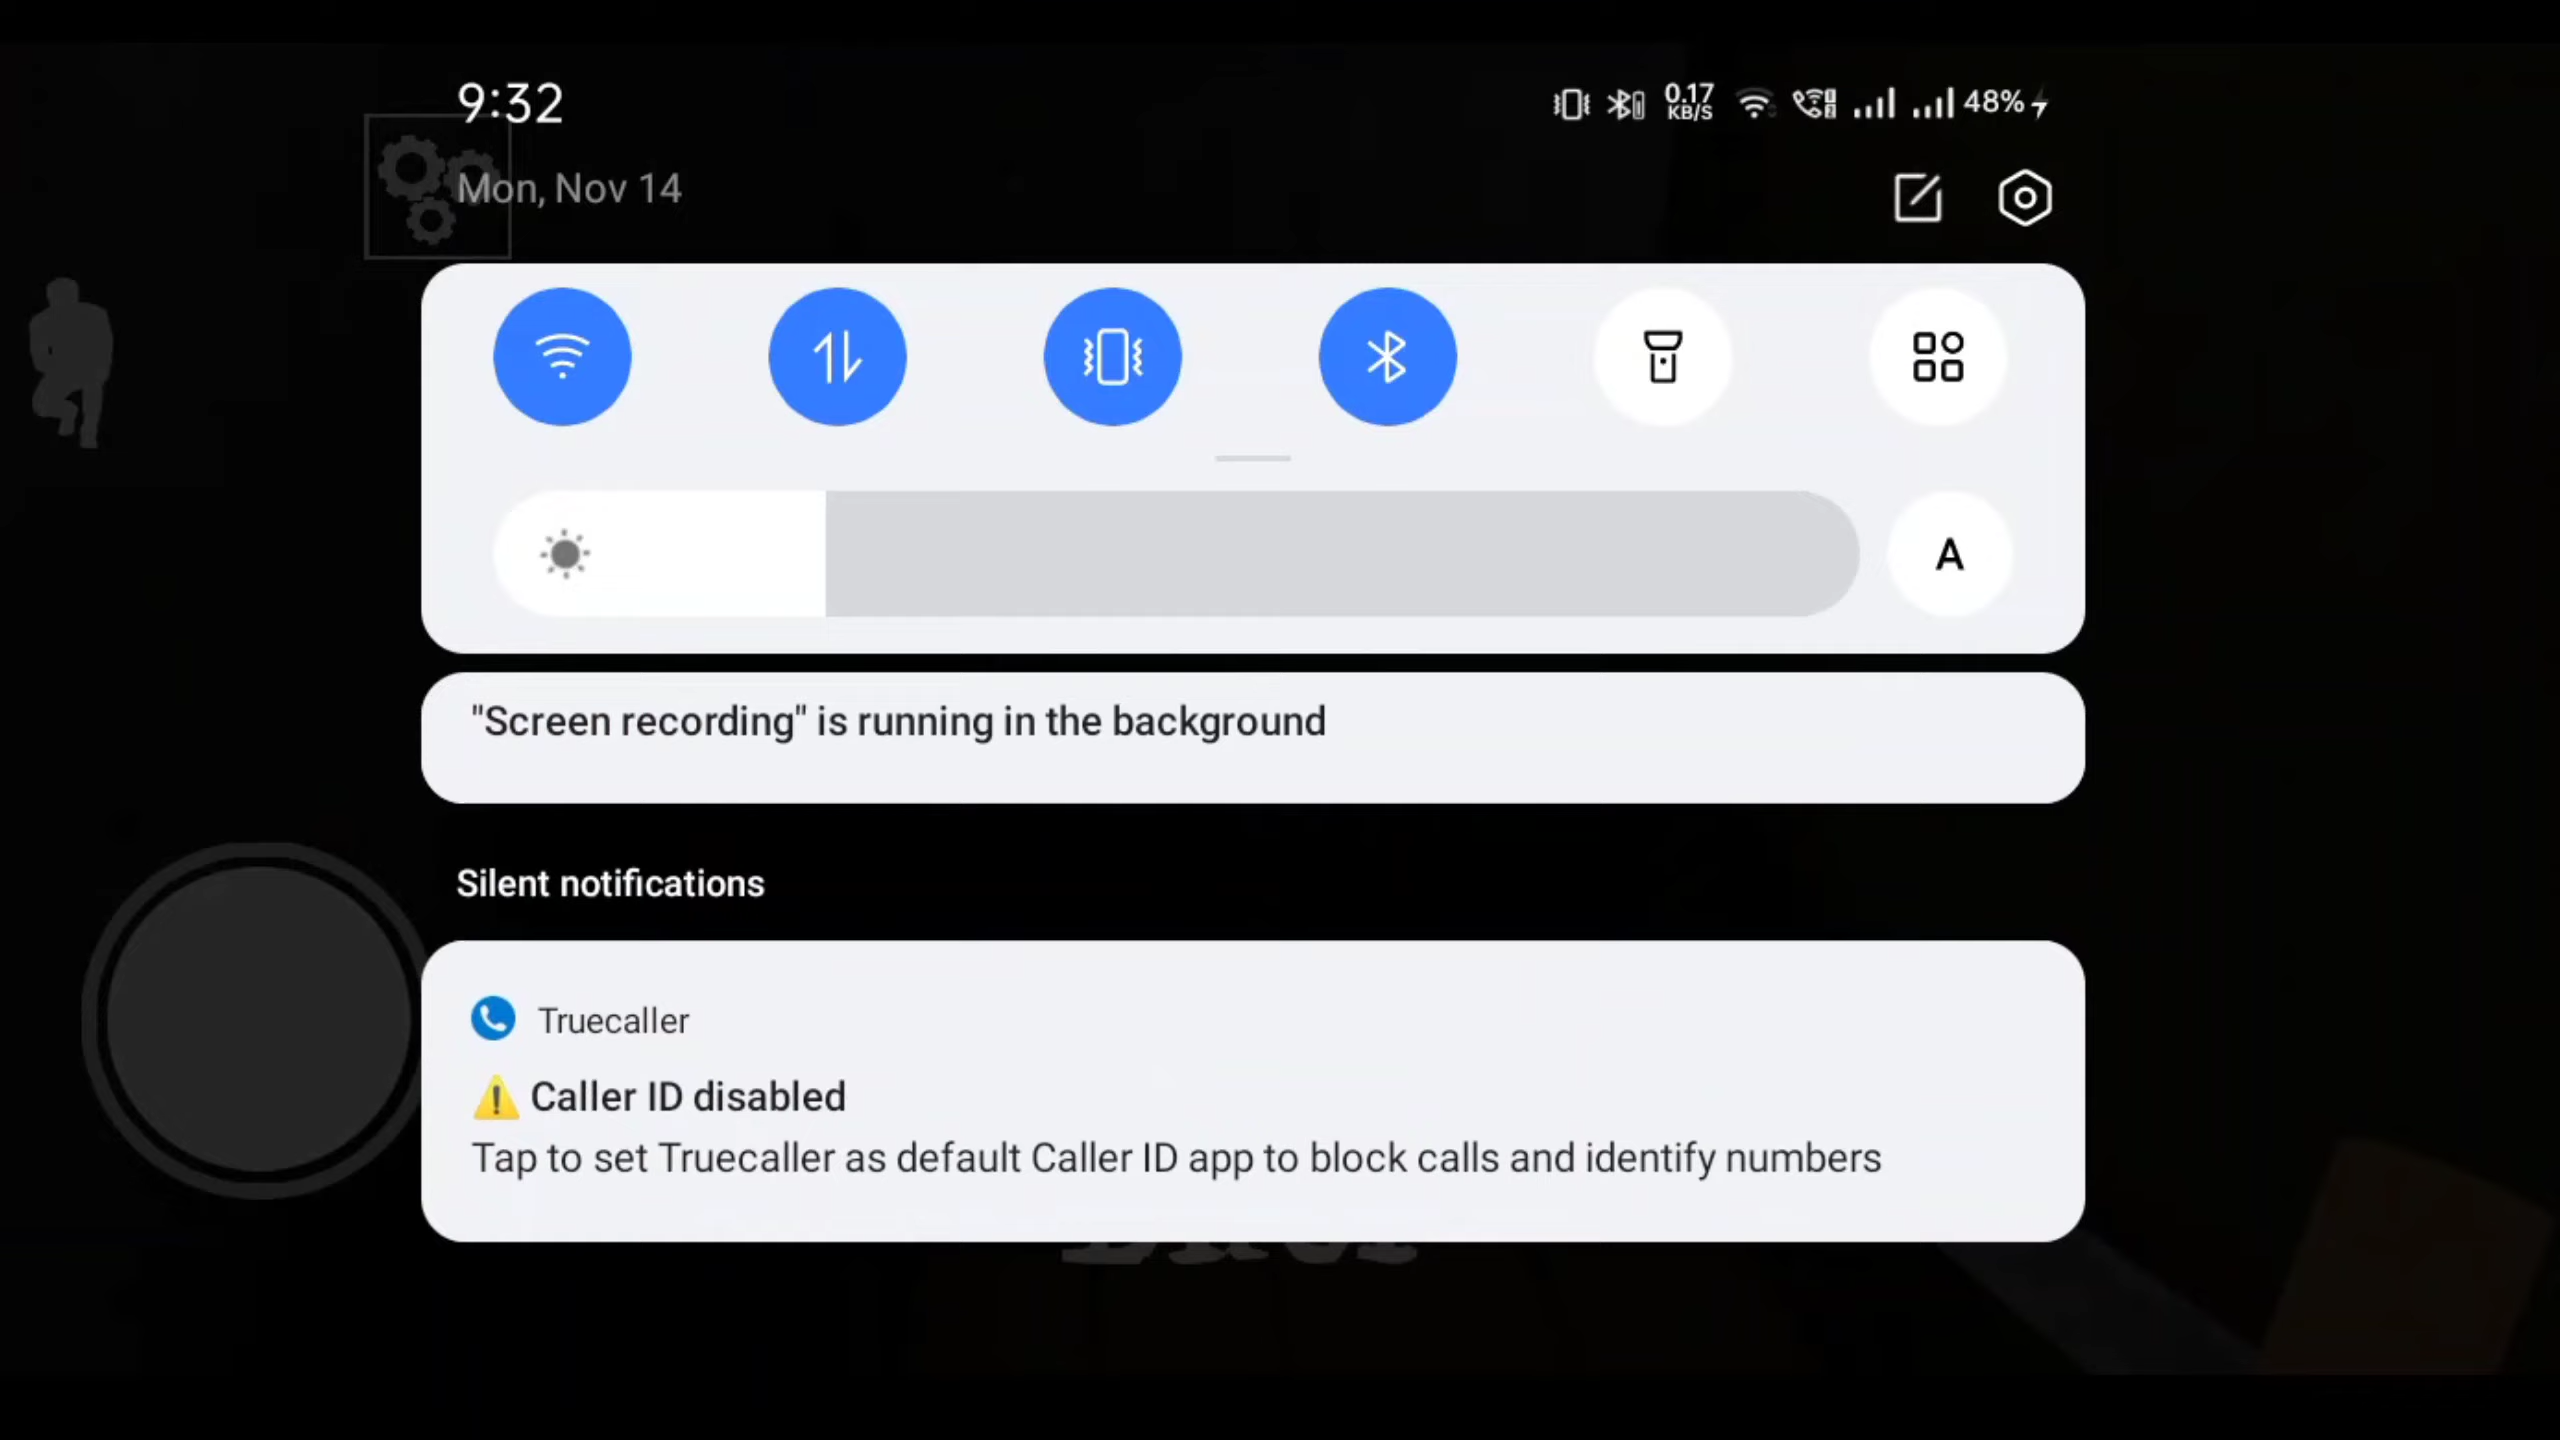 9:32
0.17
KB/S
48%
Mon, Nov 14
A
"Screen recording" is running in the background
Silent notifications
Truecaller
Caller ID disabled
Tap to set Truecaller as default Caller ID app to block calls and identify numbers